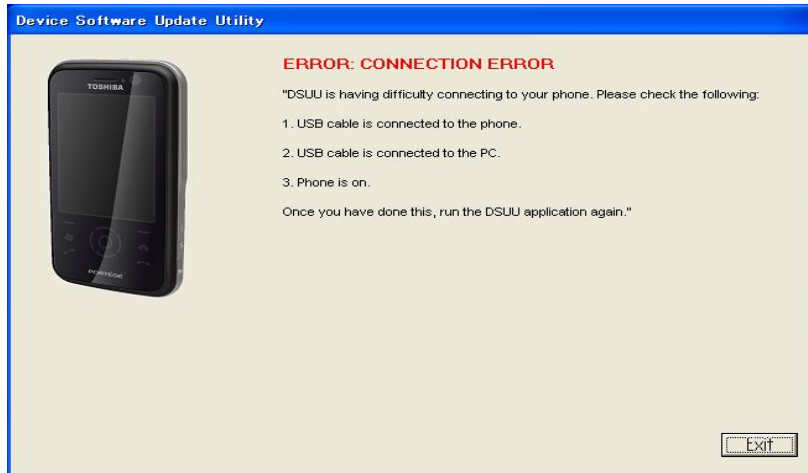 Device Software Update Utility
TOSHIBA
PORTÉGÉ
ERROR: CONNECTION ERROR
"DSUU is having difficulty connecting to your phone. Please check the following:
1. USB cable is connected to the phone.
2. USB cable is connected to the PC.
3. Phone is on.
Once you have done this, run the DSUU application again."
Exit